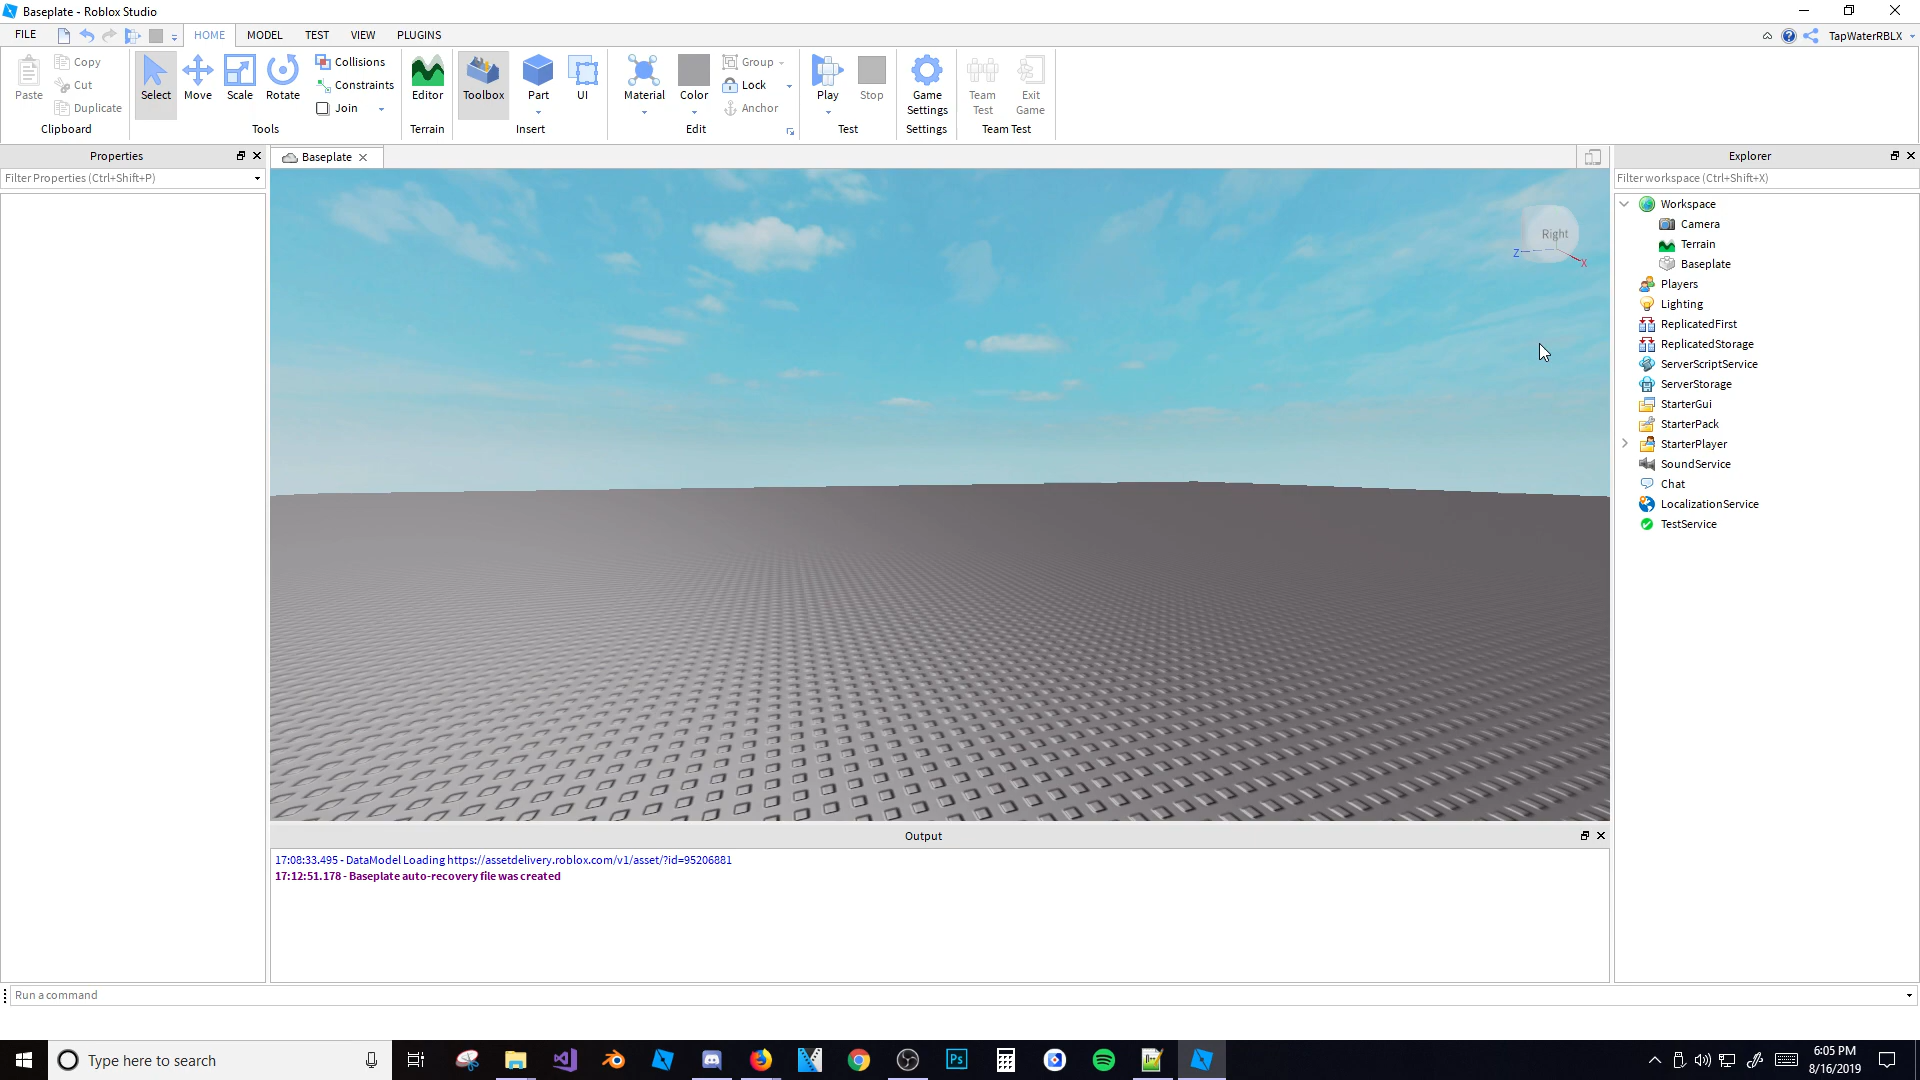 Baseplate - Roblox Studio
FILE
HOME
MODEL
TEST
VIEW
PLUGINS
TapWaterRBLX
Paste
Copy
Cut
Duplicate
Clipboard
Select
Move
Scale
Rotate
Collisions
Constraints
Join
Tools
Editor
Terrain
Toolbox
Part
UI
Insert
Material
Color
Group
Lock
Anchor
Edit
Play
Stop
Test
Game
Settings
Settings
Team
Test
Exit
Game
Team Test
Properties
Filter Properties (Ctrl+Shift+P)
Baseplate
Right
Z
X
Explorer
Filter workspace (Ctrl+Shift+X)
Workspace
Camera
Terrain
Baseplate
Players
Lighting
ReplicatedFirst
ReplicatedStorage
ServerScriptService
ServerStorage
StarterGui
StarterPack
StarterPlayer
SoundService
Chat
LocalizationService
TestService
Output
17:08:33.495 - DataModel Loading https://assetdelivery.roblox.com/v1/asset/?id=95206881
17:12:51.178 - Baseplate auto-recovery file was created
Run a command
Type here to search
Ps
6:05 PM
8/16/2019